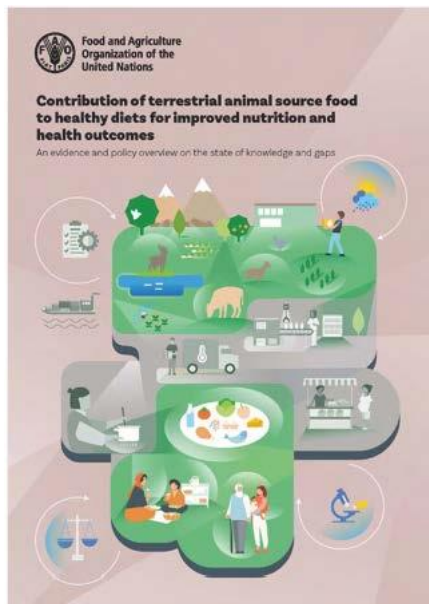 Food and Agriculture
Organization of the
United Nations
Contribution of terrestrial animal source food
to healthy diets for improved nutrition and
health outcomes
An evidence and policy overview on the state of knowledge and gaps